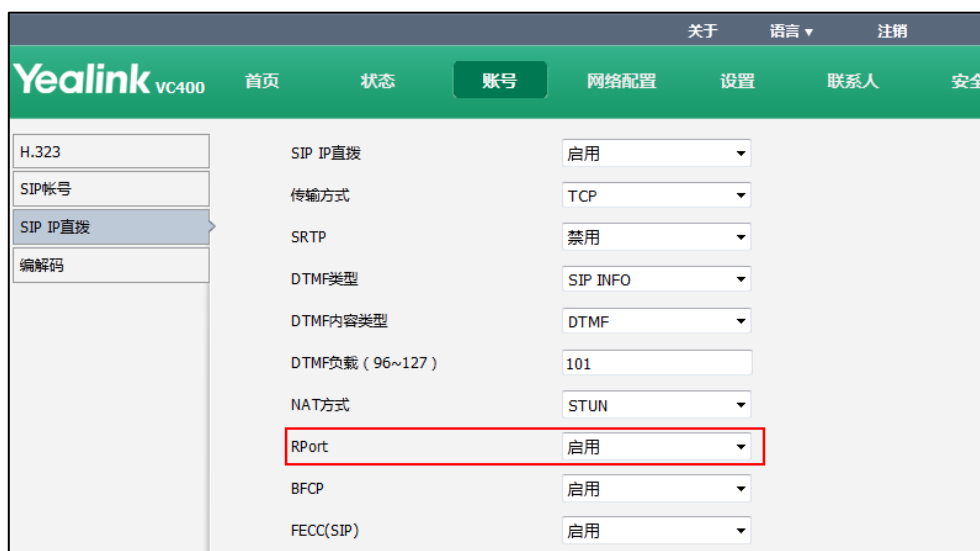 关于 语言 ▼ 注销
Yealink VC400 首页 状态 账号 网络配置 设置 联系人 安全
H.323
SIP帐号
SIP IP直拨
编解码
SIP IP直拨 启用
传输方式 TCP
SRTP 禁用
DTMF类型 SIP INFO
DTMF内容类型 DTMF
DTMF负载 ( 96~127 ) 101
NAT方式 STUN
RPort 启用
BFCP 启用
FECC(SIP) 启用